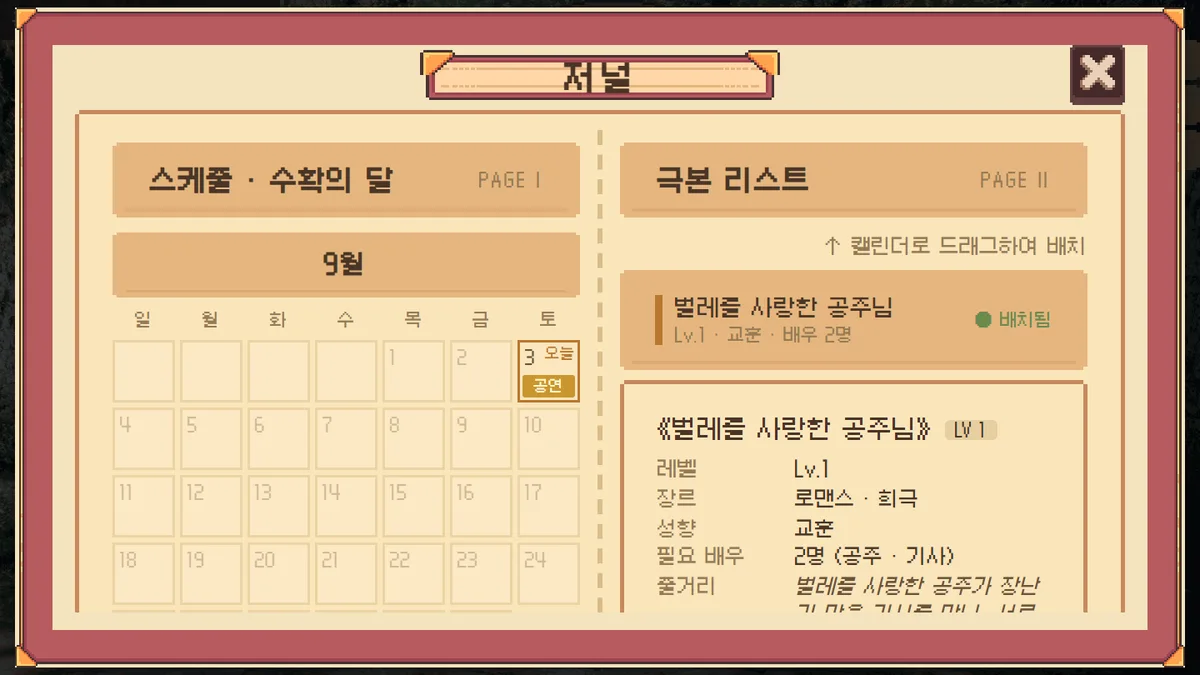 저널
스케줄 · 수확의 달 PAGE I
9월
일 월 화 수 목 금 토
1 2 3 오늘
공연
4 5 6 7 8 9 10
11 12 13 14 15 16 17
18 19 20 21 22 23 24
극본 리스트 PAGE II
↑ 캘린더로 드래그하여 배치
벌레를 사랑한 공주님
Lv.1 · 교훈 · 배우 2명
배치됨
《벌레를 사랑한 공주님》 LV 1
레벨 Lv.1
장르 로맨스 · 희극
성향 교훈
필요 배우 2명 (공주 · 기사)
줄거리 벌레를 사랑한 공주가 장난